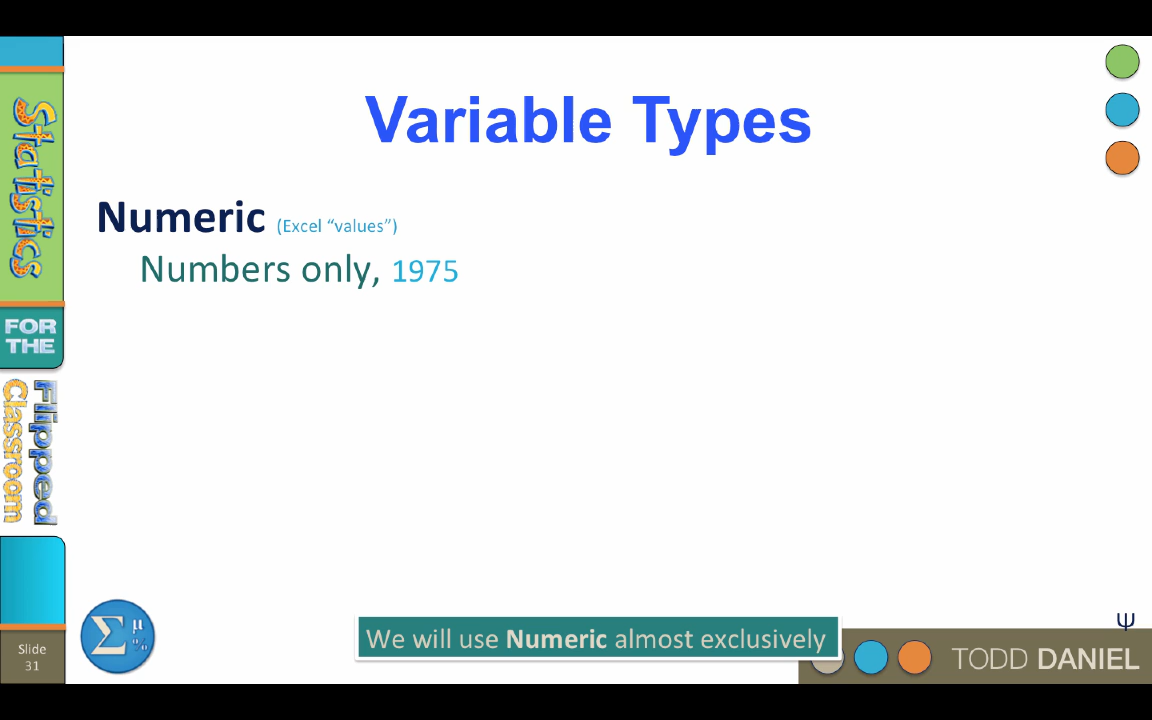 Variable Types
Numeric (Excel “values”)
Numbers only, 1975
We will use Numeric almost exclusively
Statistics
FOR
THE
Flipped
Classroom
Slide
31
Σ μ
%
ψ
TODD DANIEL